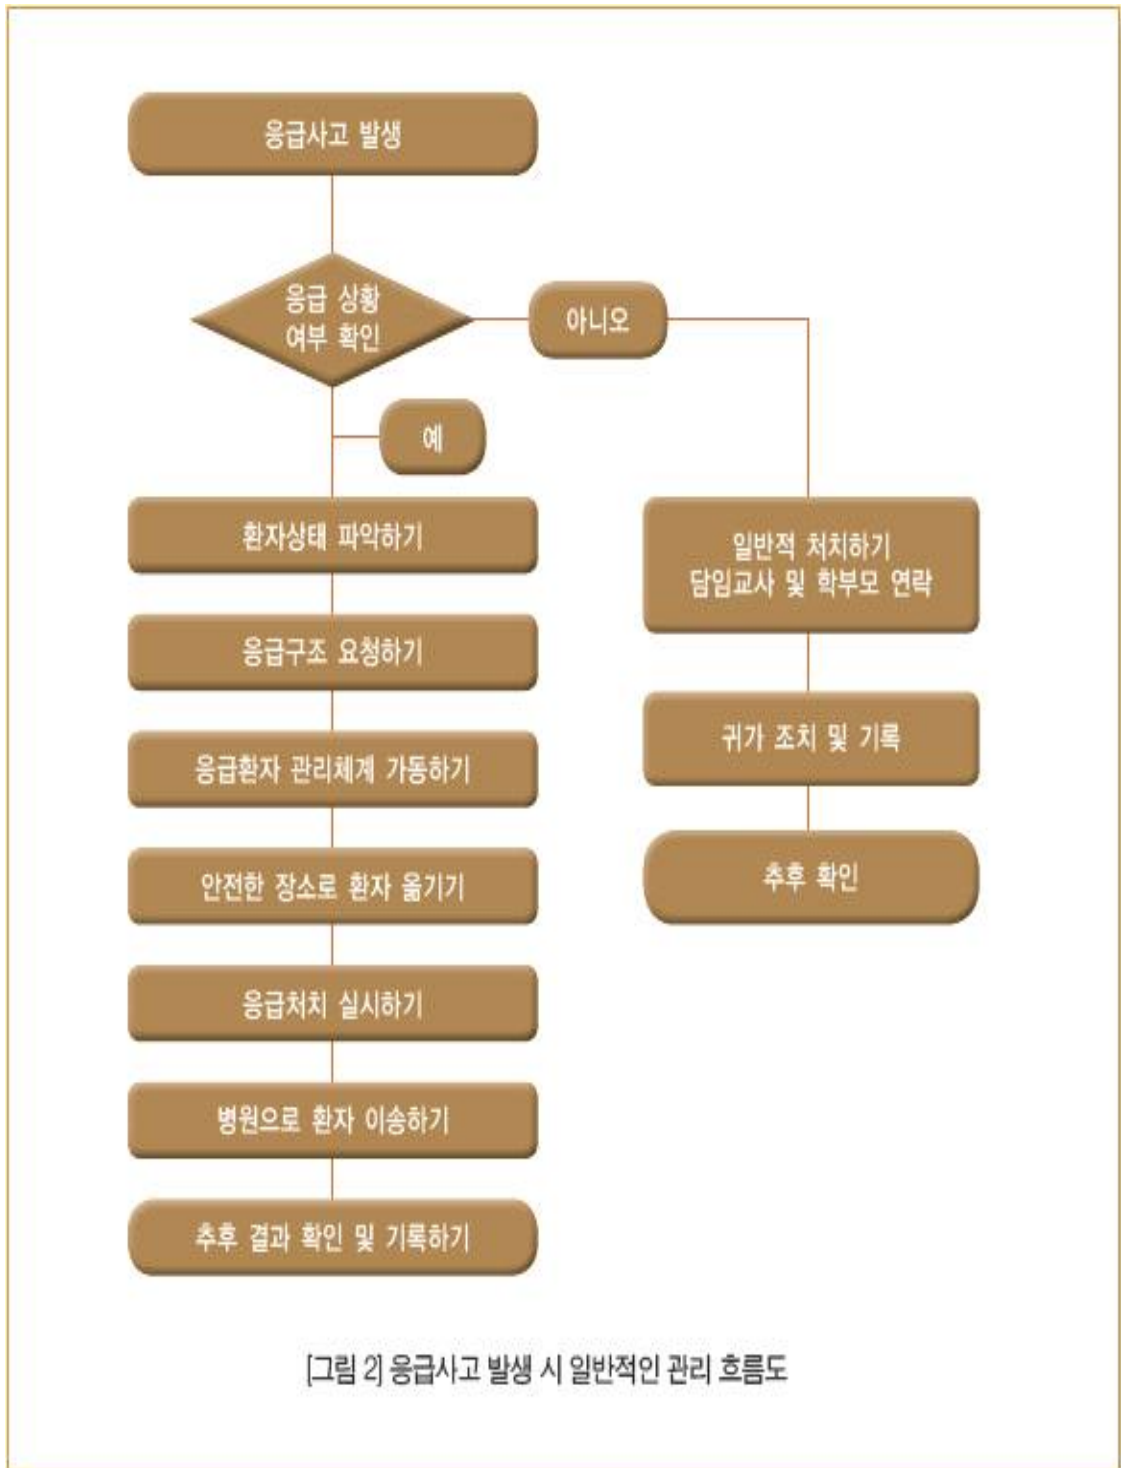 응급사고 발생
응급 상황
여부 확인
아니오
예
환자상태 파악하기
응급구조 요청하기
응급환자 관리체계 가동하기
안전한 장소로 환자 옮기기
응급처치 실시하기
병원으로 환자 이송하기
추후 결과 확인 및 기록하기
일반적 처치하기
담임교사 및 학부모 연락
귀가 조치 및 기록
추후 확인
[그림 2] 응급사고 발생 시 일반적인 관리 흐름도